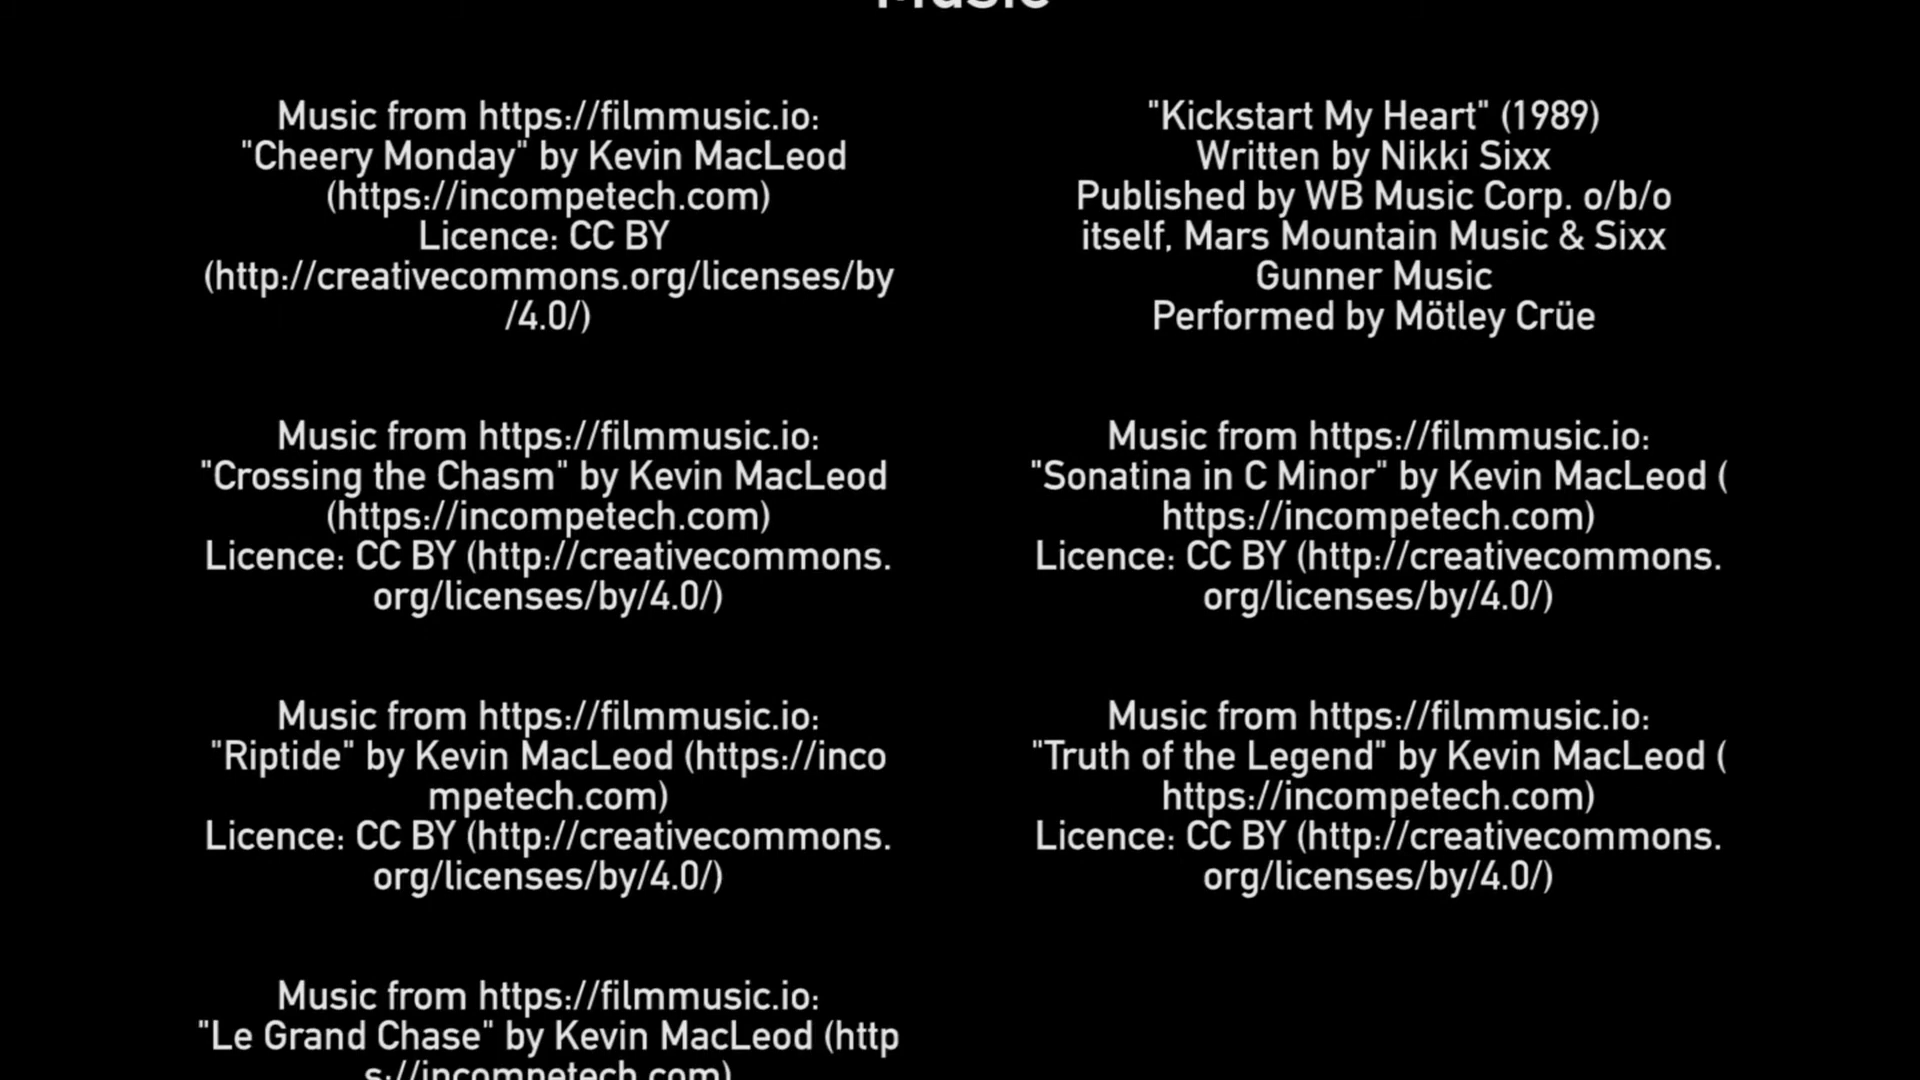 Music
Music from https://filmmusic.io:
"Cheery Monday" by Kevin MacLeod
(https://incompetech.com)
Licence: CC BY
(http://creativecommons.org/licenses/by
/4.0/)
"Kickstart My Heart" (1989)
Written by Nikki Sixx
Published by WB Music Corp. o/b/o
itself, Mars Mountain Music & Sixx
Gunner Music
Performed by Mötley Crüe
Music from https://filmmusic.io:
"Crossing the Chasm" by Kevin MacLeod
(https://incompetech.com)
Licence: CC BY (http://creativecommons.
org/licenses/by/4.0/)
Music from https://filmmusic.io:
"Sonatina in C Minor" by Kevin MacLeod (
https://incompetech.com)
Licence: CC BY (http://creativecommons.
org/licenses/by/4.0/)
Music from https://filmmusic.io:
"Riptide" by Kevin MacLeod (https://inco
mpetech.com)
Licence: CC BY (http://creativecommons.
org/licenses/by/4.0/)
Music from https://filmmusic.io:
"Truth of the Legend" by Kevin MacLeod (
https://incompetech.com)
Licence: CC BY (http://creativecommons.
org/licenses/by/4.0/)
Music from https://filmmusic.io:
"Le Grand Chase" by Kevin MacLeod (http
s://incompetech.com)